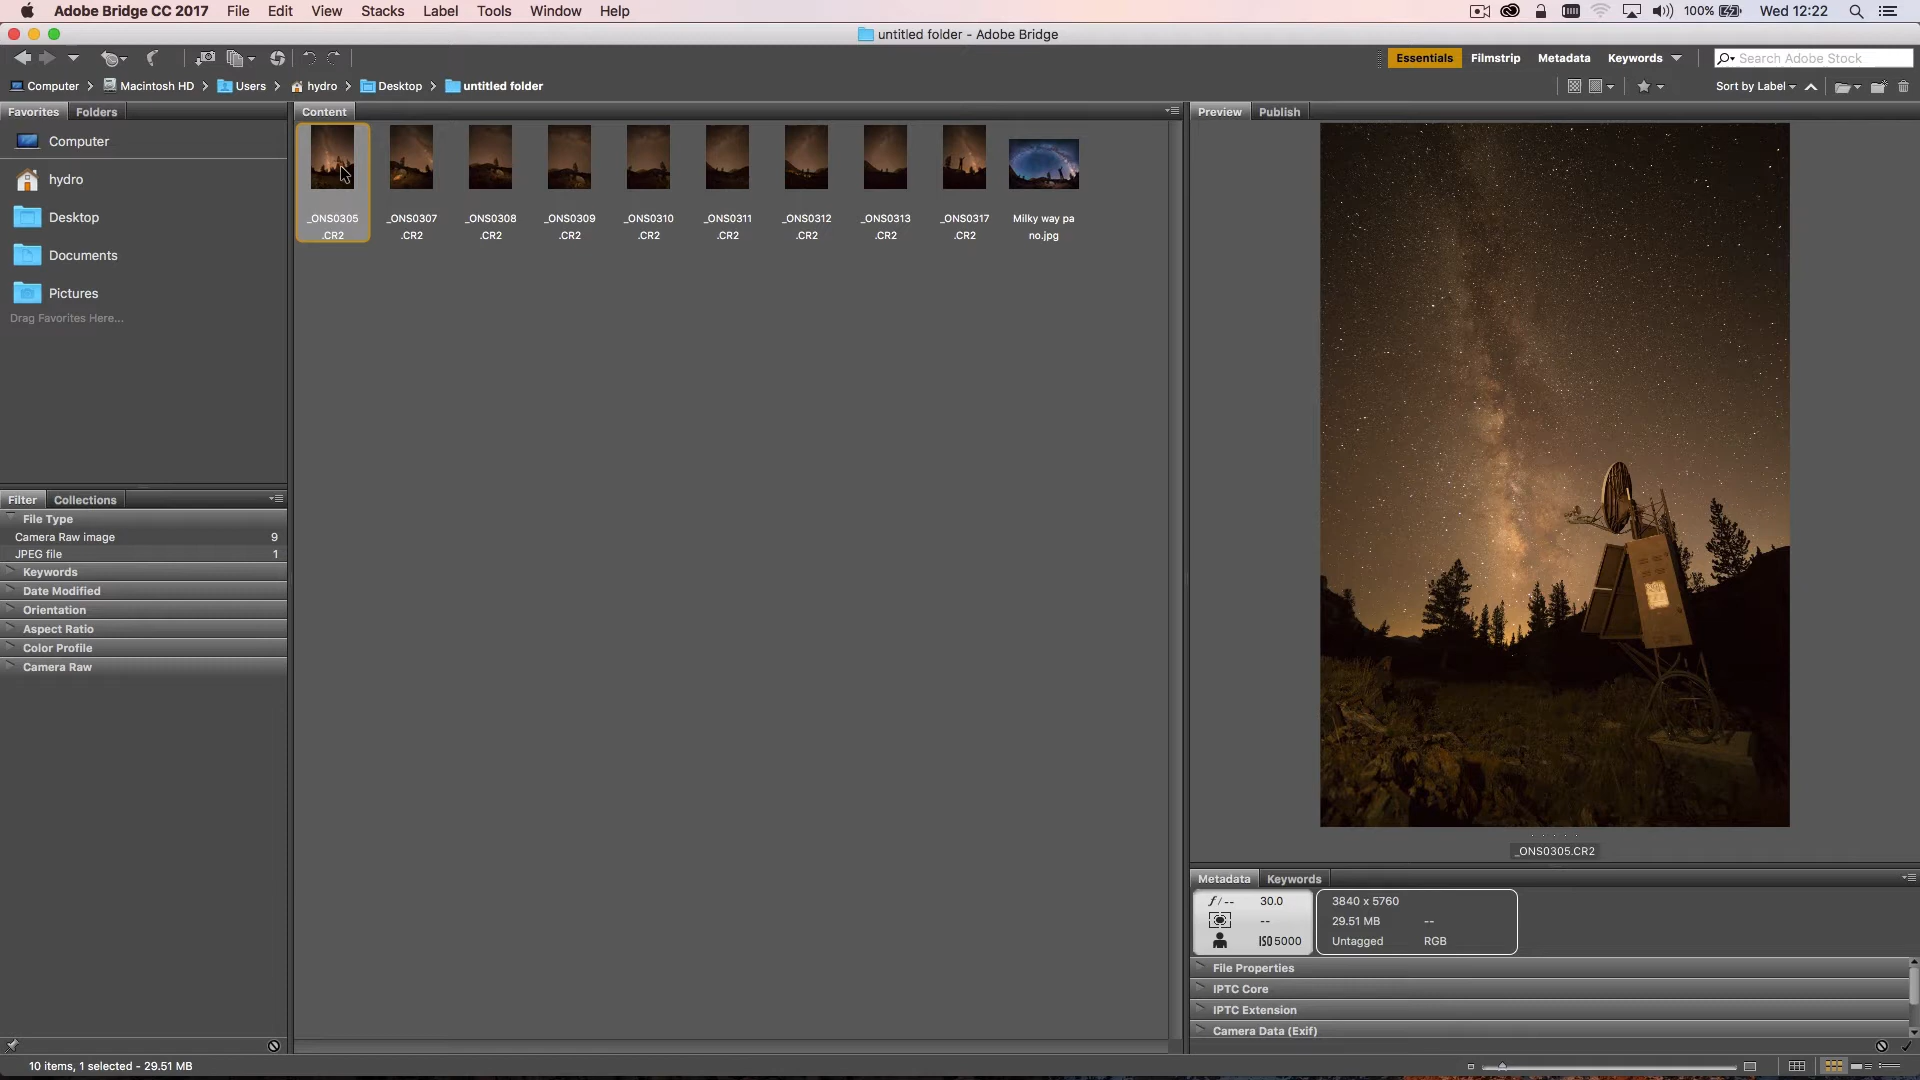 Adobe Bridge CC 2017 File Edit View Stacks Label Tools Window Help 100% Wed 12:22
untitled folder - Adobe Bridge
Essentials Filmstrip Metadata Keywords Search Adobe Stock
Computer Macintosh HD Users hydro Desktop untitled folder Sort by Label
Favorites Folders
Computer
hydro
Desktop
Documents
Pictures
Drag Favorites Here...
Filter Collections
File Type
Camera Raw image 9
JPEG file 1
Keywords
Date Modified
Orientation
Aspect Ratio
Color Profile
Camera Raw
Content
_ONS0305
.CR2
_ONS0307
.CR2
_ONS0308
.CR2
_ONS0309
.CR2
_ONS0310
.CR2
_ONS0311
.CR2
_ONS0312
.CR2
_ONS0313
.CR2
_ONS0317
.CR2
Milky way pa
no.jpg
Preview Publish
_ONS0305.CR2
Metadata Keywords
f/-- 30.0
--
ISO 5000
3840 x 5760
29.51 MB --
Untagged RGB
File Properties
IPTC Core
IPTC Extension
Camera Data (Exif)
10 items, 1 selected - 29.51 MB